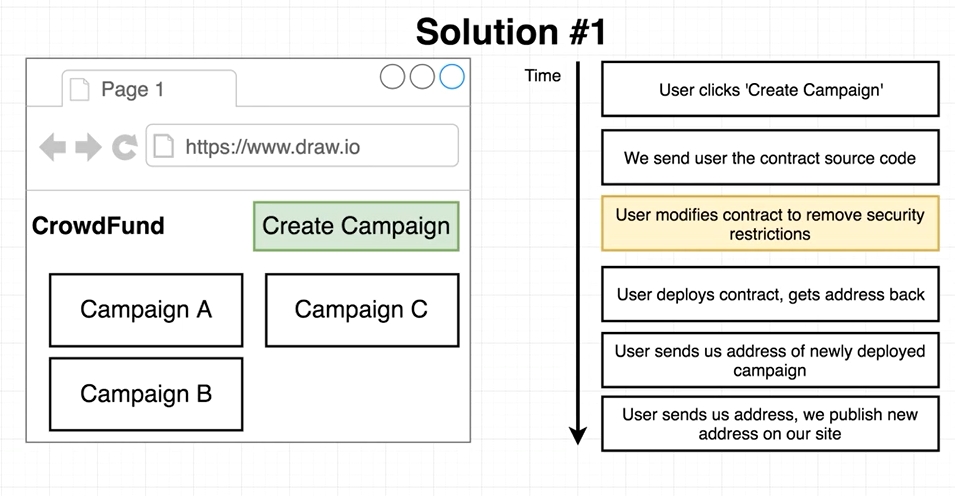 Solution #1
Page 1
https://www.draw.io
CrowdFund
Create Campaign
Campaign A
Campaign C
Campaign B
Time
User clicks 'Create Campaign'
We send user the contract source code
User modifies contract to remove security
restrictions
User deploys contract, gets address back
User sends us address of newly deployed
campaign
User sends us address, we publish new
address on our site